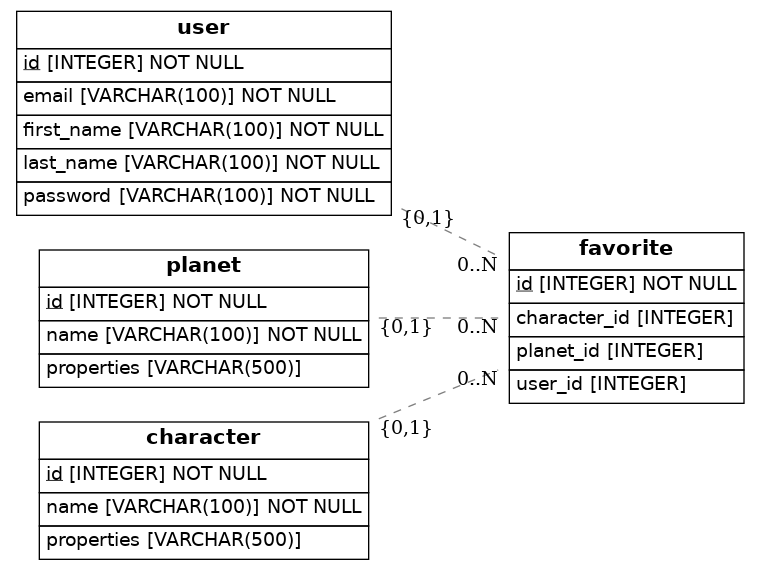 user
id [INTEGER] NOT NULL
email [VARCHAR(100)] NOT NULL
first_name [VARCHAR(100)] NOT NULL
last_name [VARCHAR(100)] NOT NULL
password [VARCHAR(100)] NOT NULL
{0,1}
0..N
planet
id [INTEGER] NOT NULL
name [VARCHAR(100)] NOT NULL
properties [VARCHAR(500)]
{0,1}
0..N
character
id [INTEGER] NOT NULL
name [VARCHAR(100)] NOT NULL
properties [VARCHAR(500)]
{0,1}
0..N
favorite
id [INTEGER] NOT NULL
character_id [INTEGER]
planet_id [INTEGER]
user_id [INTEGER]